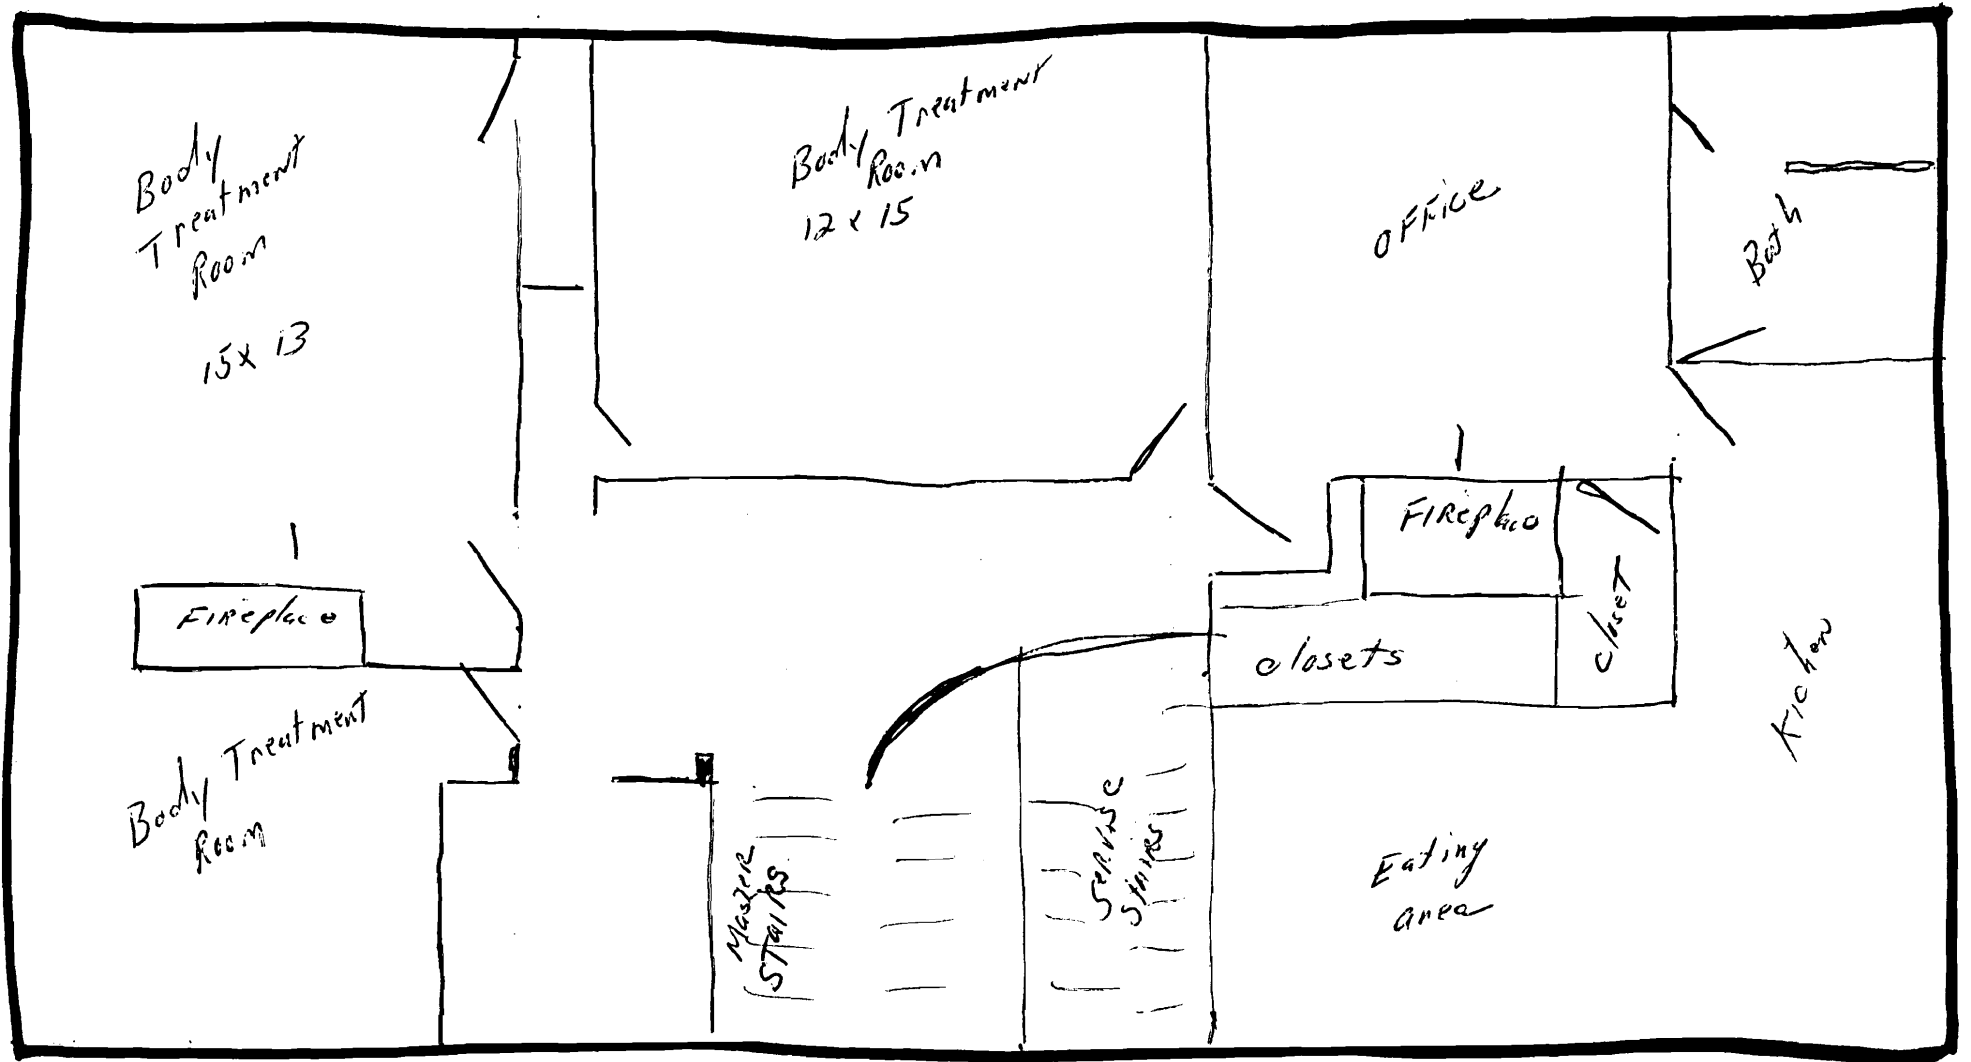 Body
Treatment
Room
15 x 13
Body Treatment
Room
12 x 15
OFFice
Bath
FIReplace
closet
closets
Kichen
FIReplace
Body Treatment
Room
Master
STairs
Service
Stairs
Eating
area